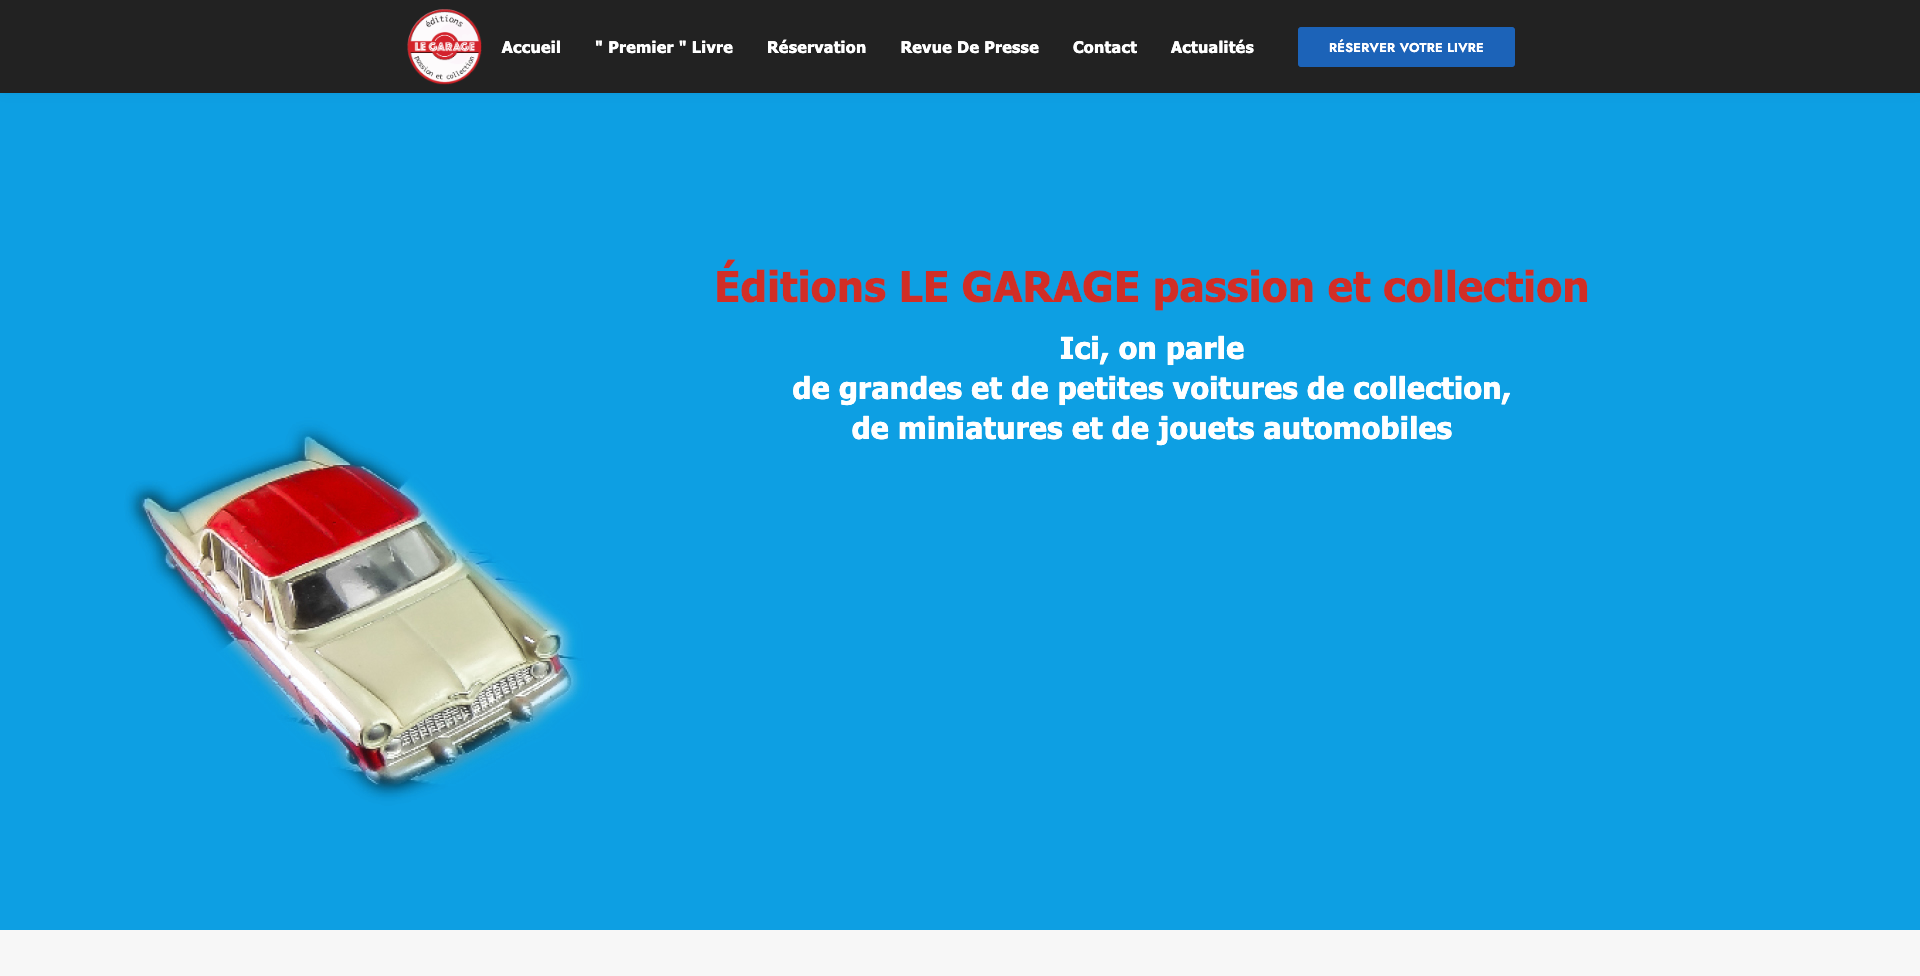 éditions
LE GARAGE
passion et collection
Accueil
" Premier " Livre
Réservation
Revue De Presse
Contact
Actualités
RÉSERVER VOTRE LIVRE
Éditions LE GARAGE passion et collection
Ici, on parle
de grandes et de petites voitures de collection,
de miniatures et de jouets automobiles